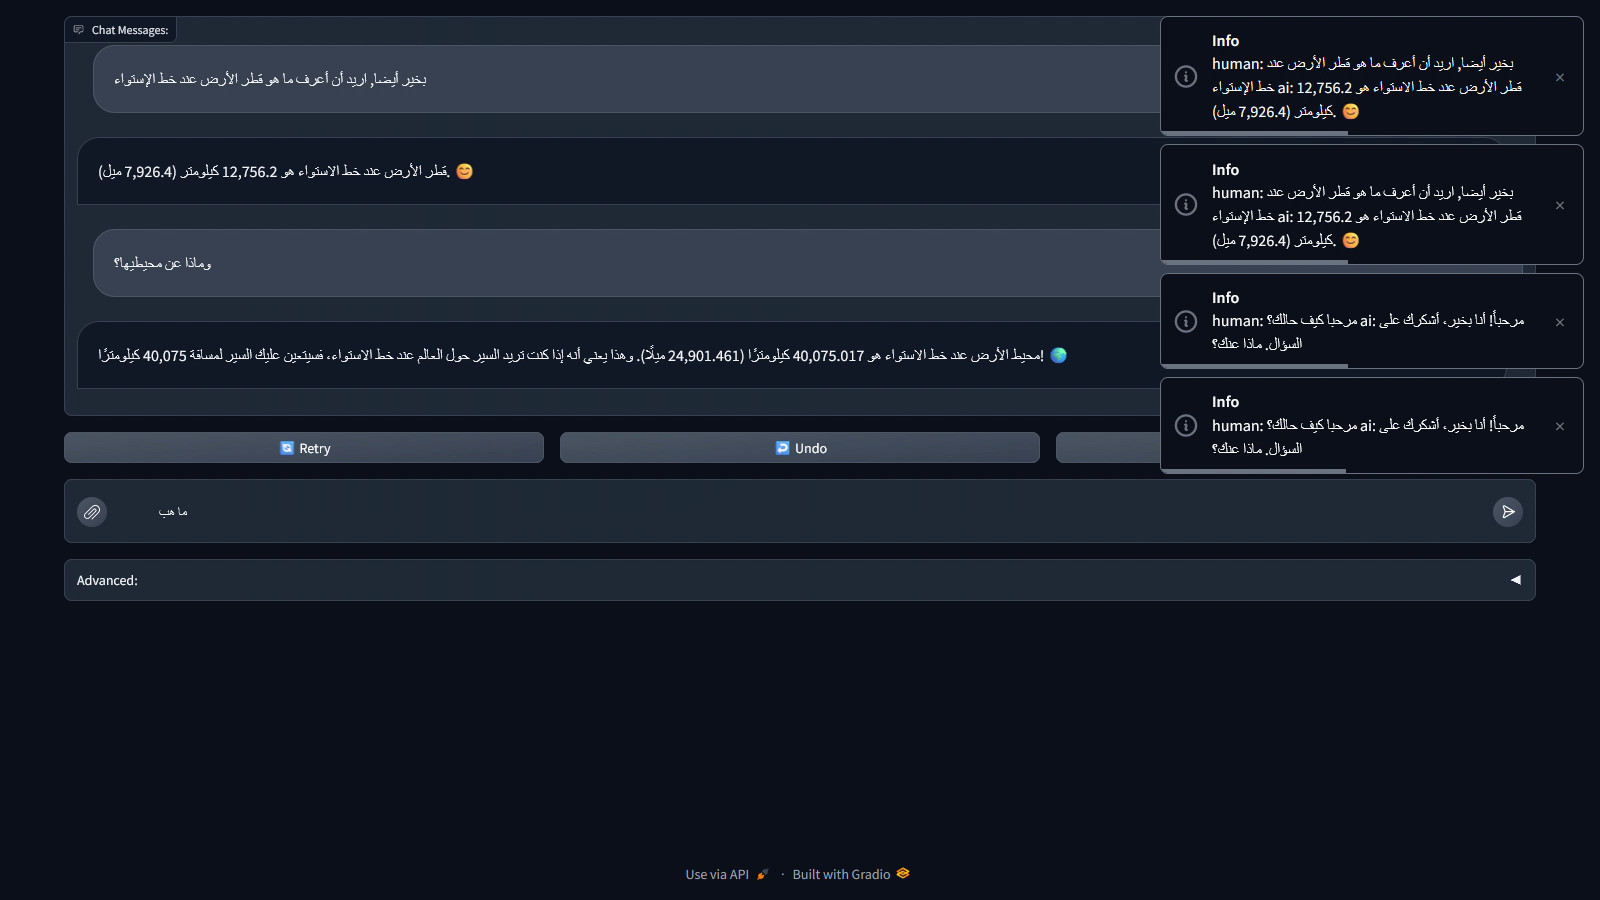 Chat Messages:
بخير أيضا, اريد أن أعرف ما هو قطر الأرض عند خط الإستواء
قطر الأرض عند خط الاستواء هو 12,756.2 كيلومتر (7,926.4 ميل). 😊
وماذا عن محيطيها؟
محيط الأرض عند خط الاستواء هو 40,075.017 كيلومترًا (24,901.461 ميلًا). وهذا يعني أنه إذا كنت تريد السير حول العالم عند خط الاستواء، فسيتعين عليك السير لمسافة 40,075 كيلومترًا! 🌍
Retry
Undo
ما هب
Advanced:
Info
human: بخير أيضا, اريد أن أعرف ما هو قطر الأرض عند
خط الإستواء ai: قطر الأرض عند خط الاستواء هو 12,756.2
كيلومتر (7,926.4 ميل). 😊
Info
human: بخير أيضا, اريد أن أعرف ما هو قطر الأرض عند
خط الإستواء ai: قطر الأرض عند خط الاستواء هو 12,756.2
كيلومتر (7,926.4 ميل). 😊
Info
human: مرحبا كيف حالك؟ ai: مرحباً! أنا بخير، أشكرك على
السؤال. ماذا عنك؟
Info
human: مرحبا كيف حالك؟ ai: مرحباً! أنا بخير، أشكرك على
السؤال. ماذا عنك؟
Use via API 🚀 · Built with Gradio